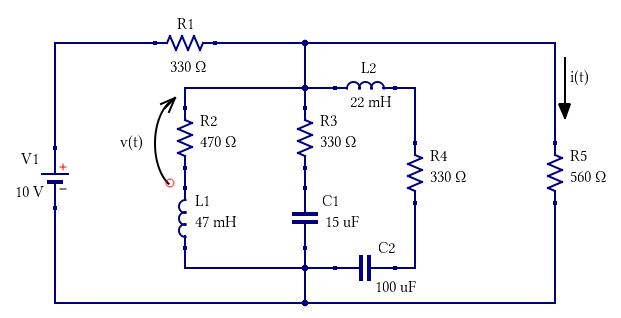 R1
330 Ω
L2
22 mH
i(t)
v(t)
R2
470 Ω
R3
330 Ω
R4
330 Ω
R5
560 Ω
V1
+
10 V
−
L1
47 mH
C1
15 uF
C2
100 uF